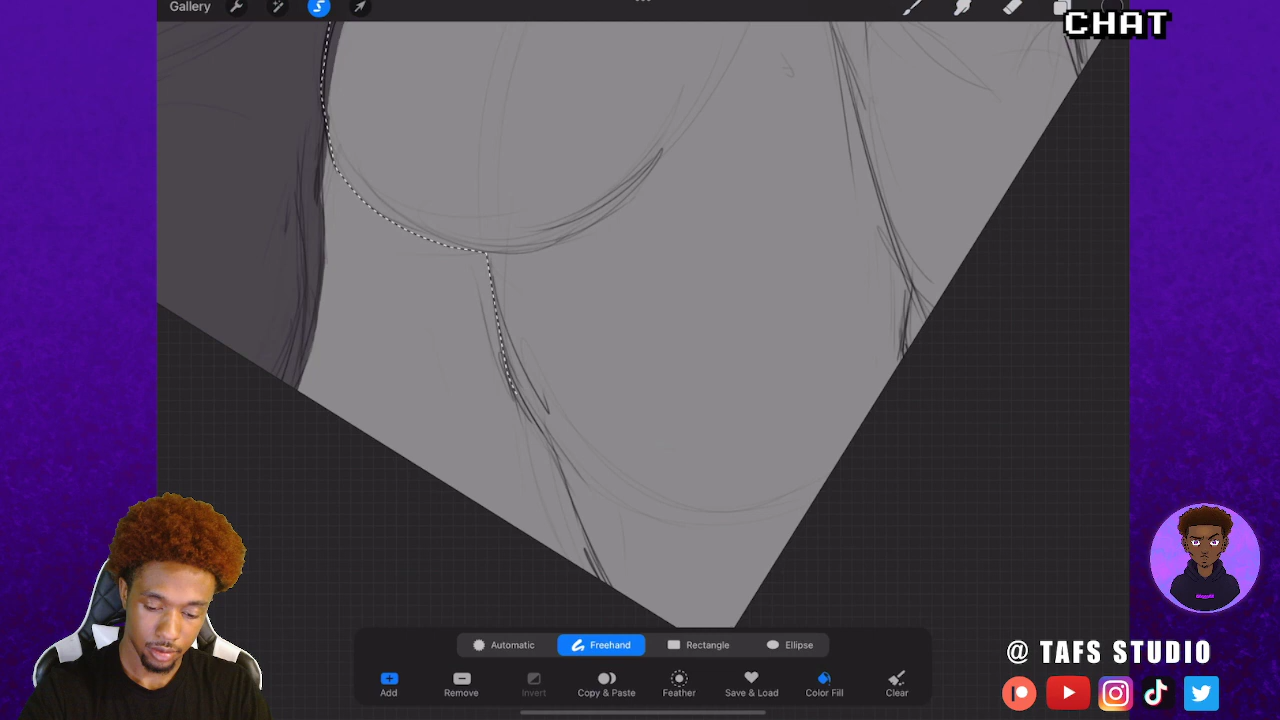 Gallery
CHAT
Automatic Freehand Rectangle Ellipse
Add Remove Invert Copy & Paste Feather Save & Load Color Fill Clear
@ TAFS STUDIO